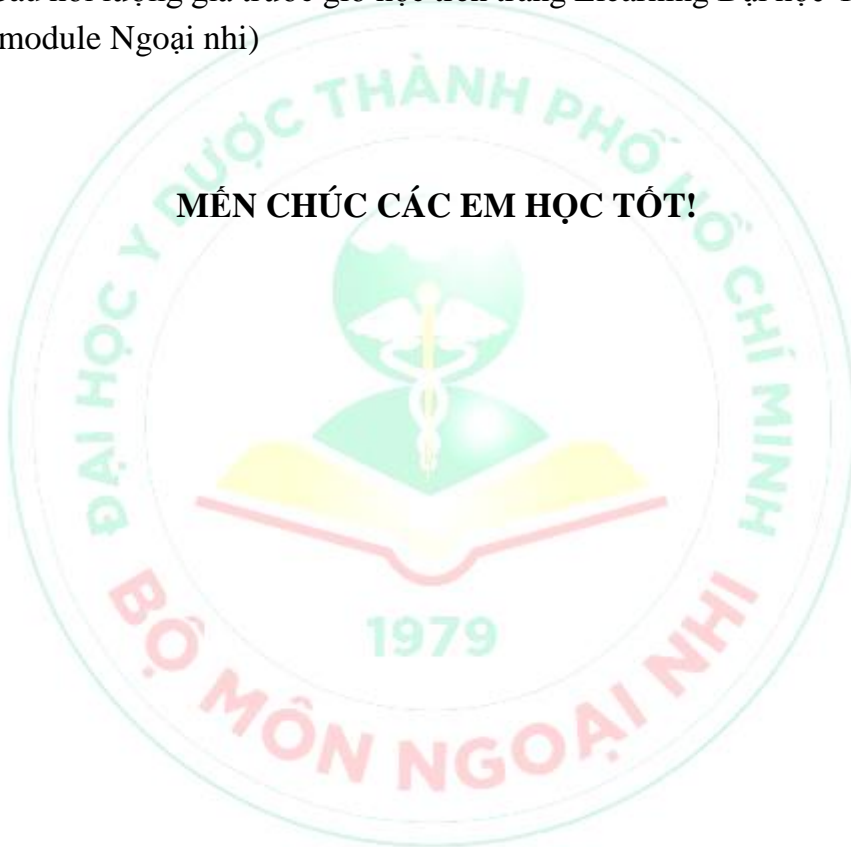 module Ngoại nhi)
MẾN CHÚC CÁC EM HỌC TỐT!
ĐẠI HỌC Y DƯỢC THÀNH PHỐ HỒ CHÍ MINH
1979
BỘ MÔN NGOẠI NHI